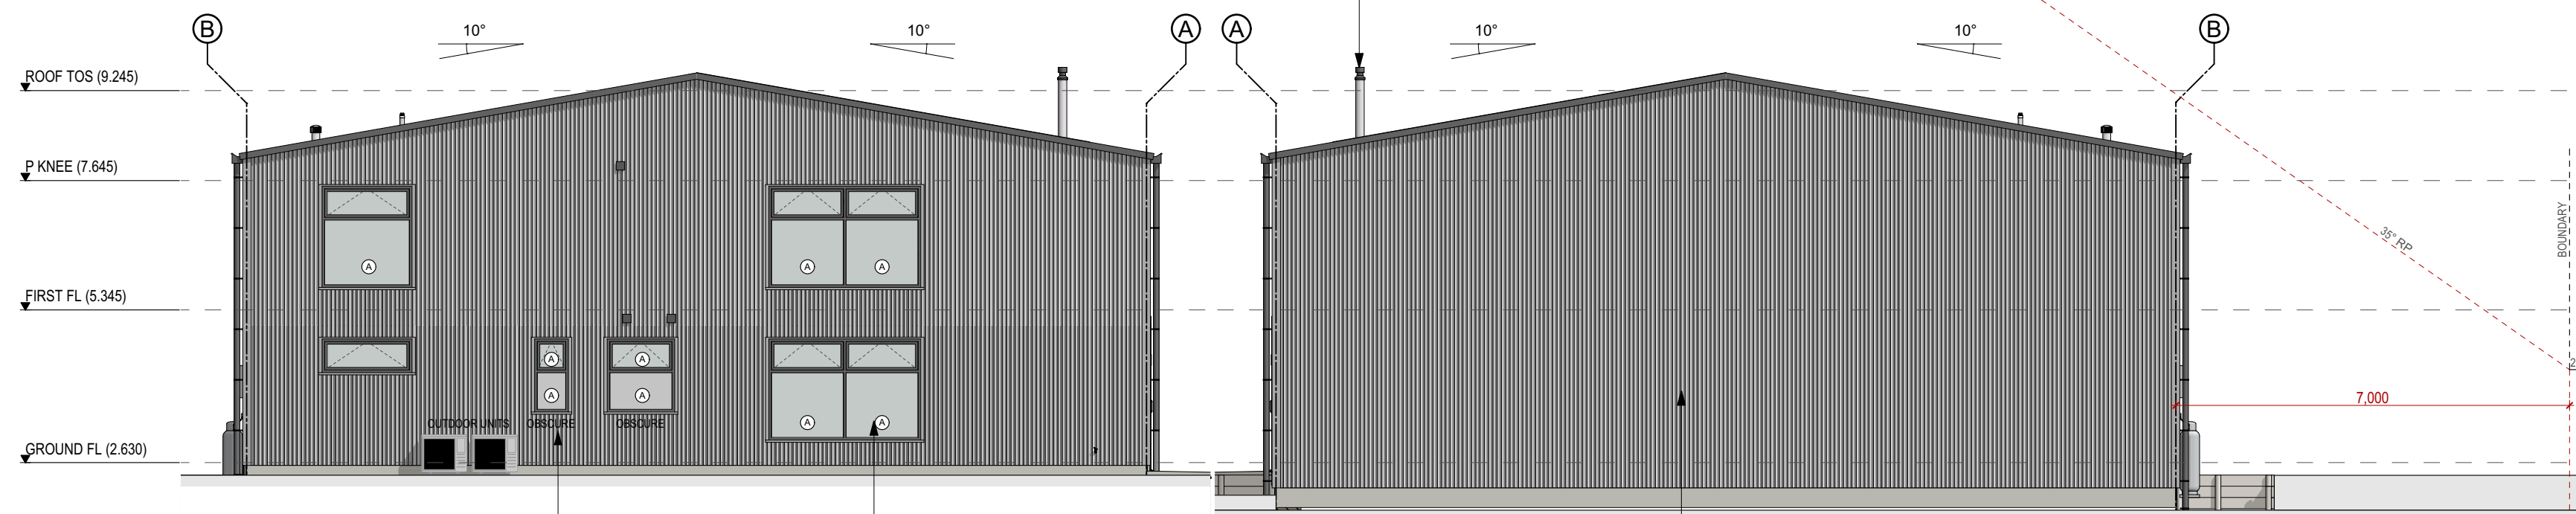 B
10°
10°
A
A
10°
10°
B
ROOF TOS (9.245)
P KNEE (7.645)
FIRST FL (5.345)
GROUND FL (2.630)
A
A
A
A
A
A
A
A
A
OUTDOOR UNITS
OBSCURE
OBSCURE
35° RP
BOUNDARY
2
7,000